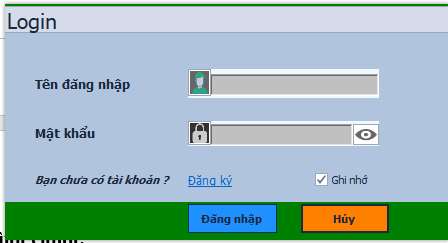 Login
Tên đăng nhập
Mật khẩu
Bạn chưa có tài khoản ? Đăng ký Ghi nhớ
Đăng nhập Hủy